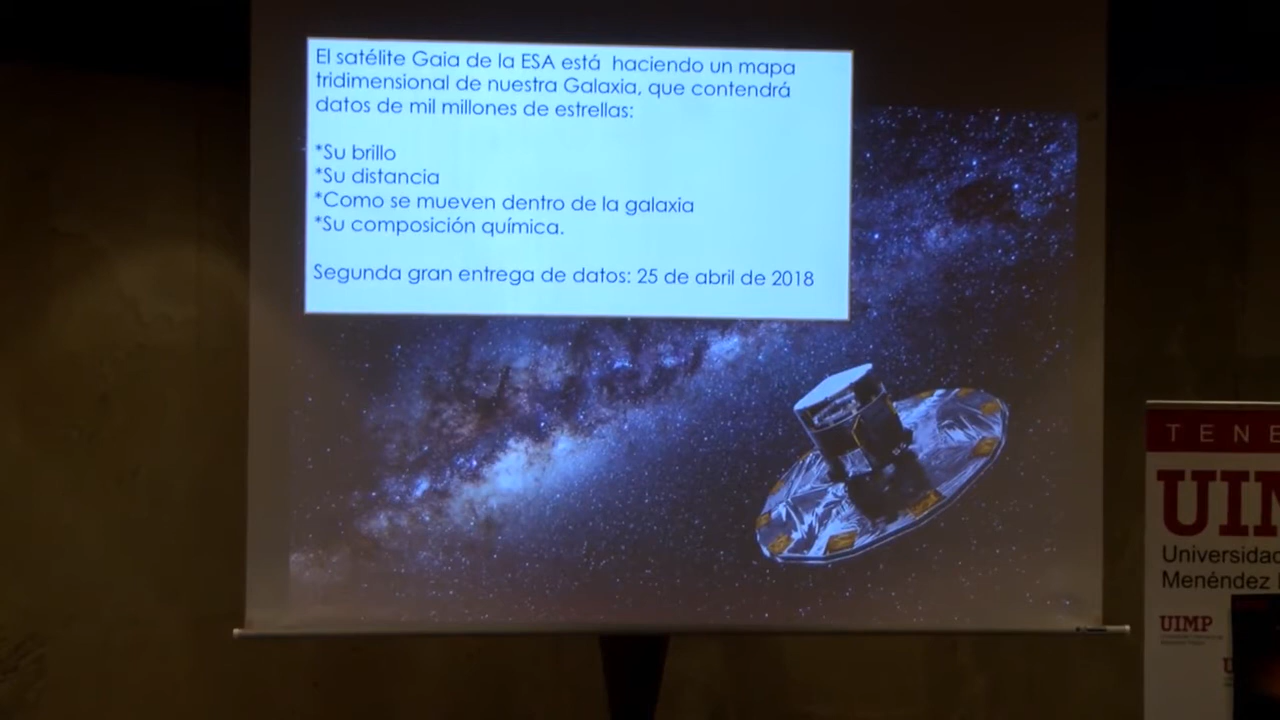 El satélite Gaia de la ESA está  haciendo un mapa
tridimensional de nuestra Galaxia, que contendrá
datos de mil millones de estrellas:
*Su brillo
*Su distancia
*Como se mueven dentro de la galaxia
*Su composición química.
Segunda gran entrega de datos: 25 de abril de 2018
TENE
UIM
Universidad
Menéndez
UIMP